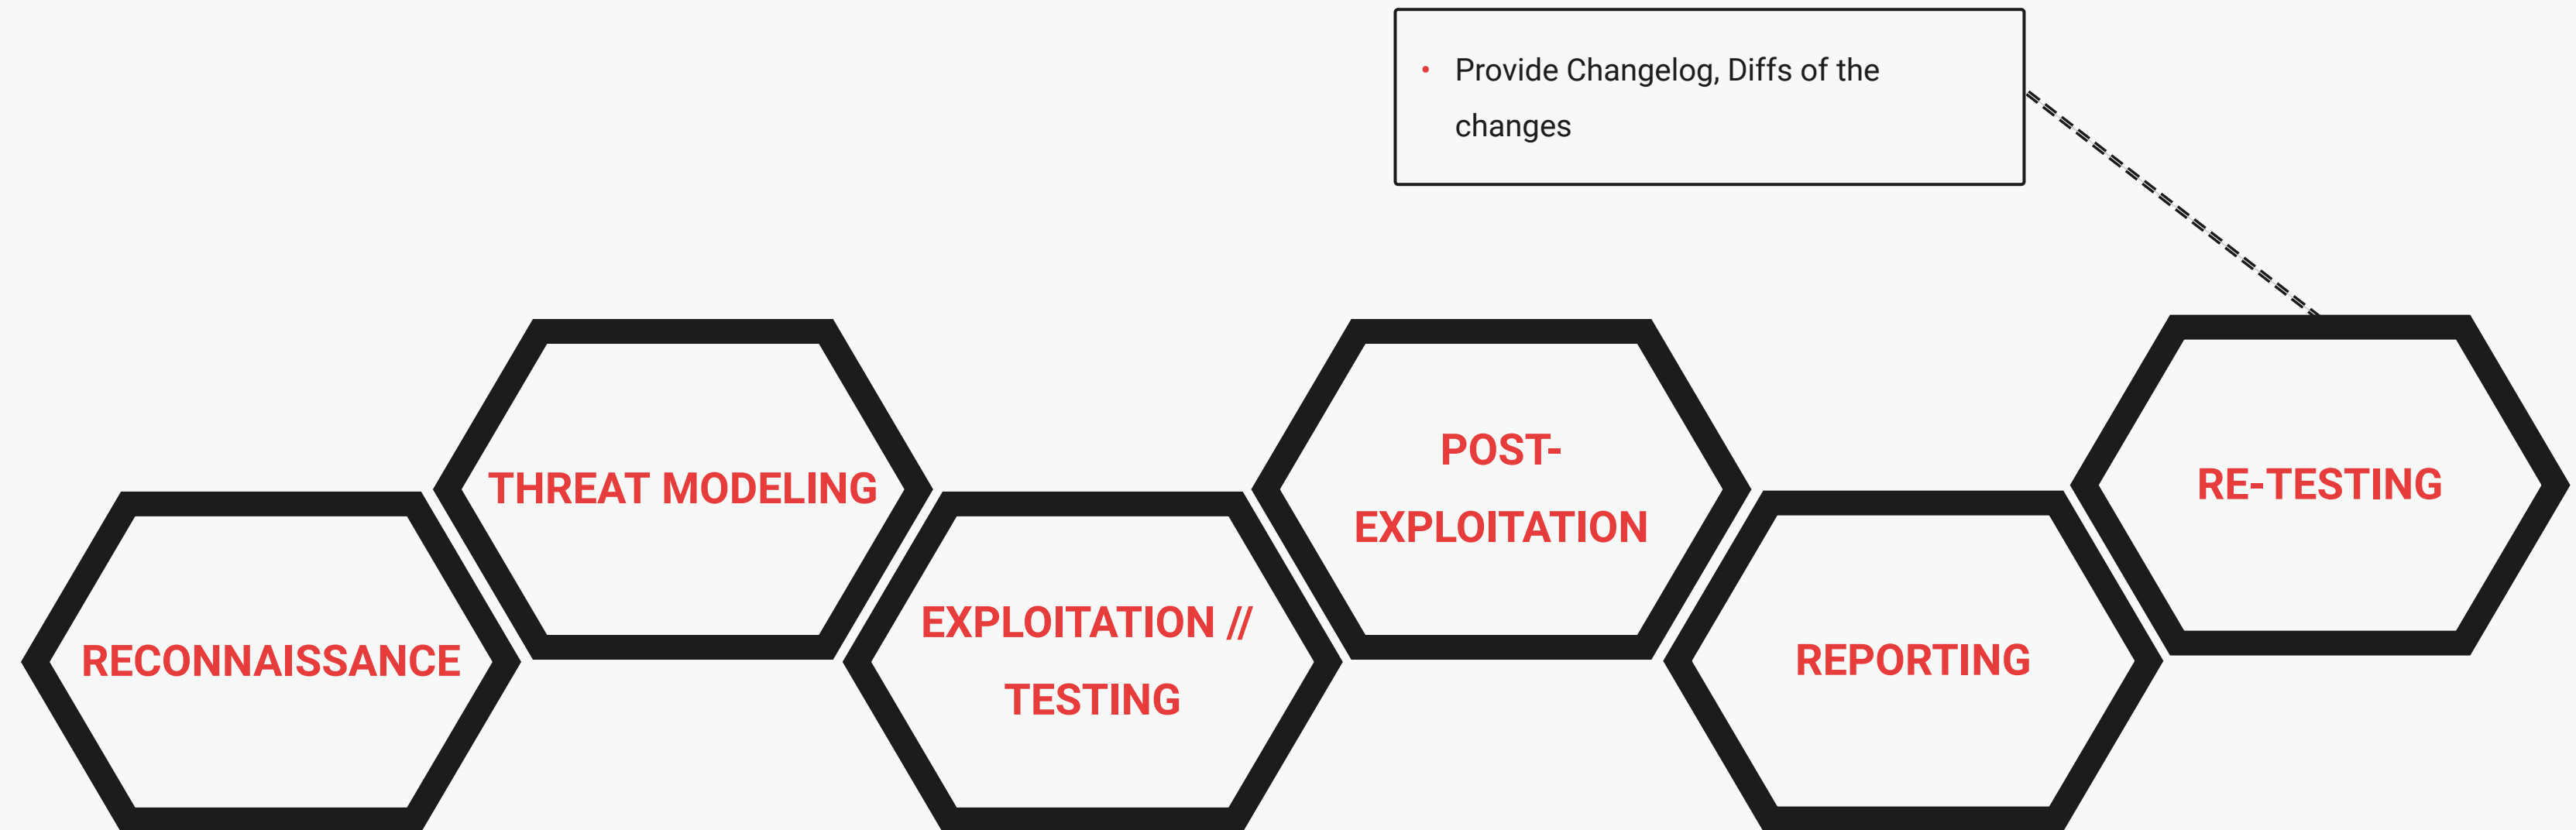 Provide Changelog, Diffs of the
changes
RECONNAISSANCE
THREAT MODELING
EXPLOITATION //
TESTING
POST-
EXPLOITATION
REPORTING
RE-TESTING